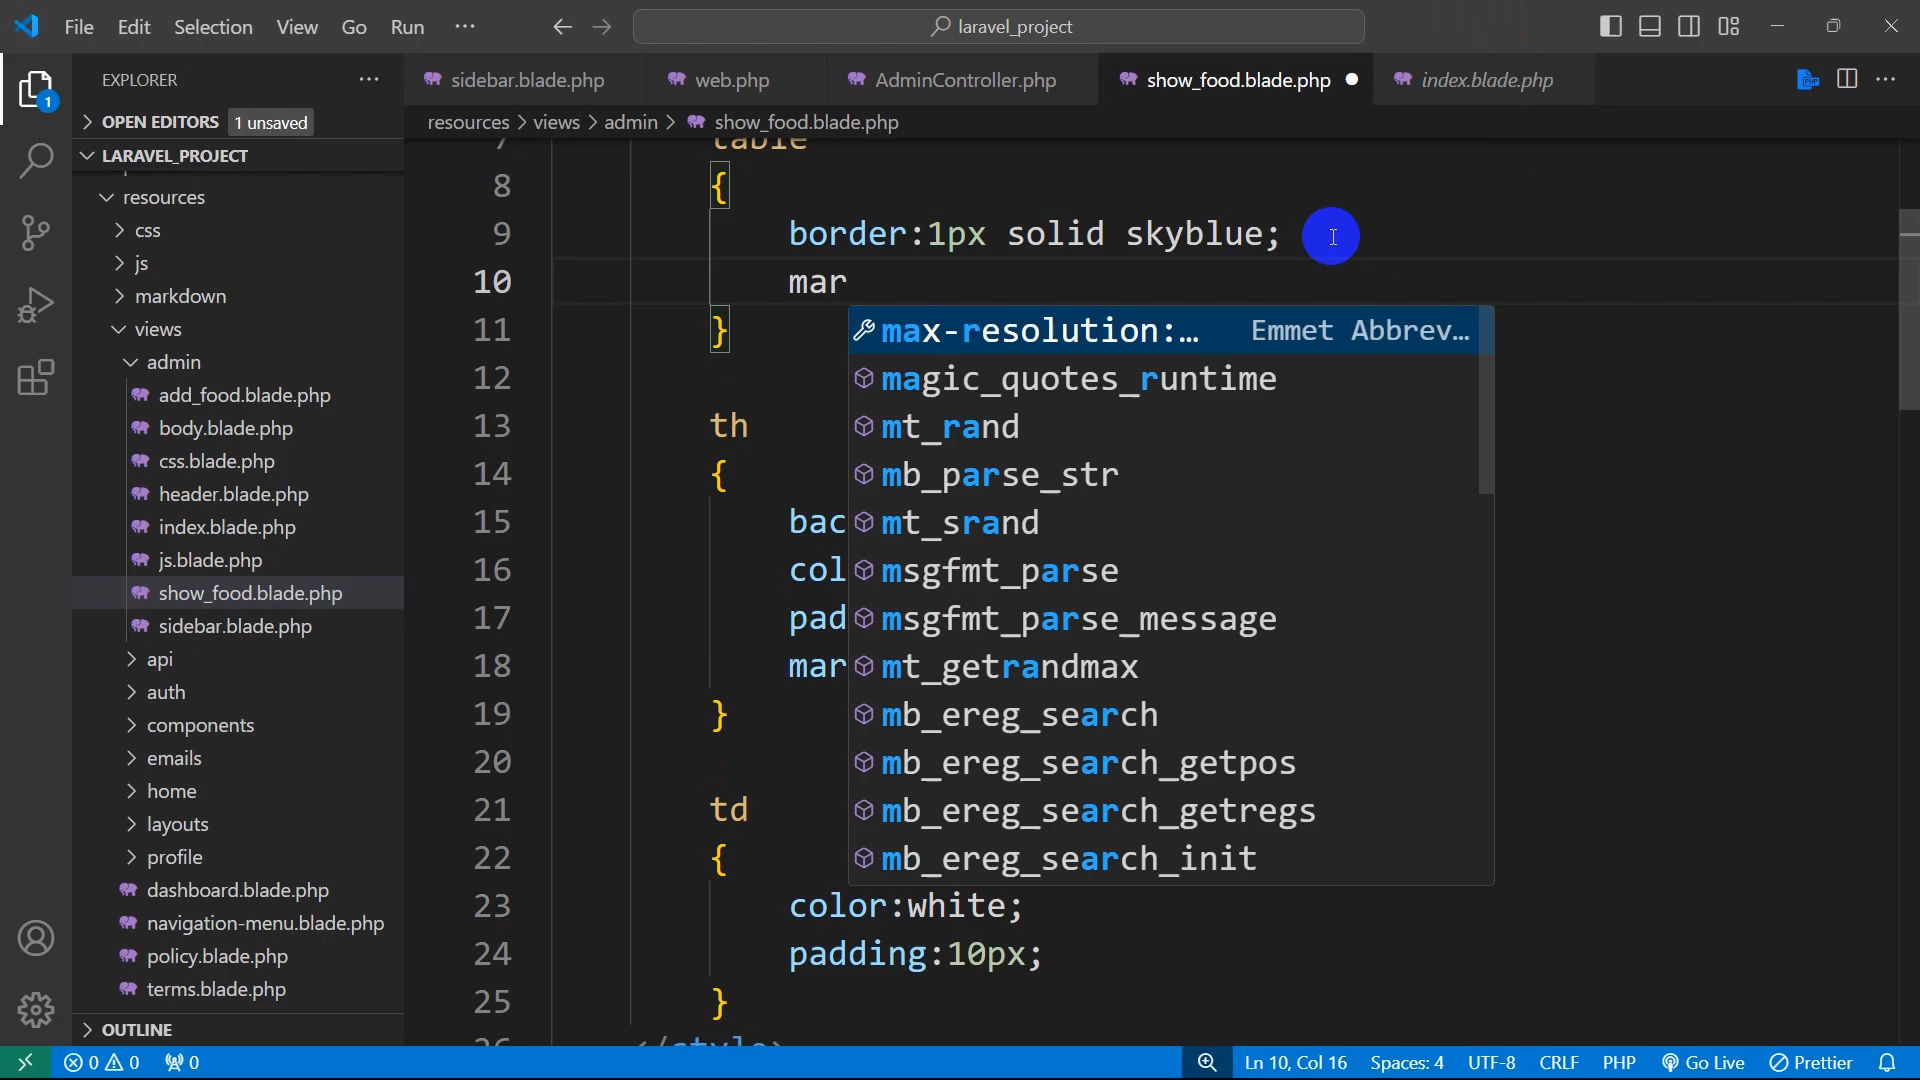 File Edit Selection View Go Run ···
laravel_project
EXPLORER
OPEN EDITORS 1 unsaved
LARAVEL_PROJECT
resources
css
js
markdown
views
admin
add_food.blade.php
body.blade.php
css.blade.php
header.blade.php
index.blade.php
js.blade.php
show_food.blade.php
sidebar.blade.php
api
auth
components
emails
home
layouts
profile
dashboard.blade.php
navigation-menu.blade.php
policy.blade.php
terms.blade.php
OUTLINE
1
sidebar.blade.php web.php AdminController.php show_food.blade.php index.blade.php
resources > views > admin > show_food.blade.php
7 table
8 {
9 border:1px solid skyblue;
10 mar
11 }
12
13 th
14 {
15 bac
16 col
17 pad
18 mar
19 }
20
21 td
22 {
23 color:white;
24 padding:10px;
25 }
26 </style>
max-resolution:… Emmet Abbrev…
magic_quotes_runtime
mt_rand
mb_parse_str
mt_srand
msgfmt_parse
msgfmt_parse_message
mt_getrandmax
mb_ereg_search
mb_ereg_search_getpos
mb_ereg_search_getregs
mb_ereg_search_init
0 0 0 Ln 10, Col 16 Spaces: 4 UTF-8 CRLF PHP Go Live Prettier